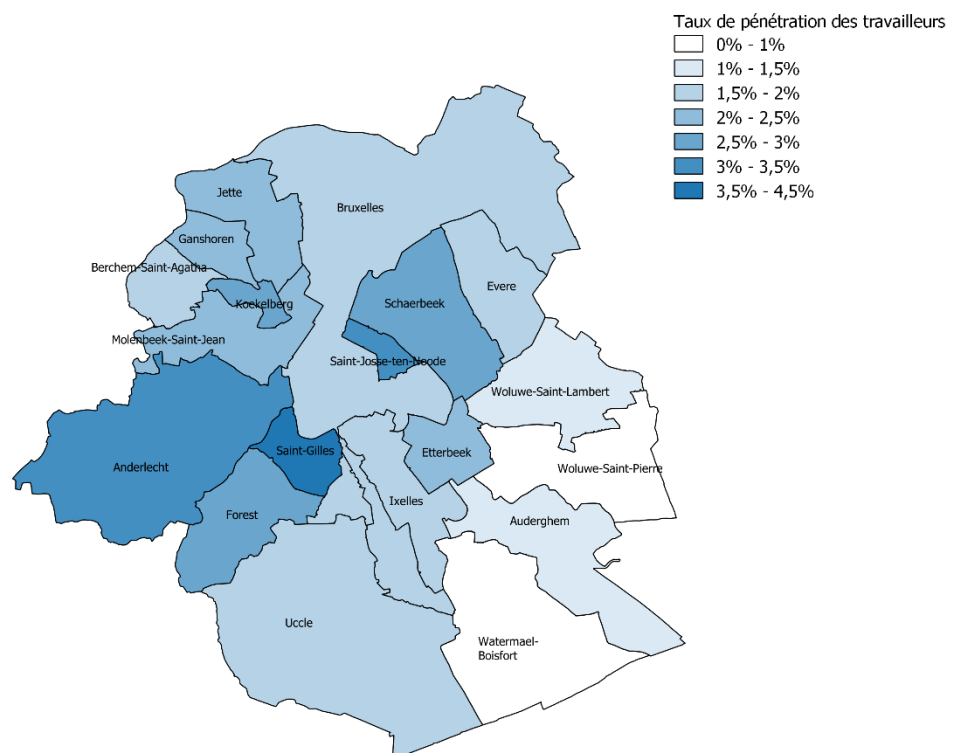 Taux de pénétration des travailleurs
0% - 1%
1% - 1,5%
1,5% - 2%
2% - 2,5%
2,5% - 3%
3% - 3,5%
3,5% - 4,5%
Jette
Bruxelles
Ganshoren
Berchem-Saint-Agatha
Evere
Koekelberg
Schaerbeek
Molenbeek-Saint-Jean
Saint-Josse-ten-Noode
Woluwe-Saint-Lambert
Saint-Gilles
Etterbeek
Anderlecht
Woluwe-Saint-Pierre
Ixelles
Forest
Auderghem
Uccle
Watermael-
Boisfort